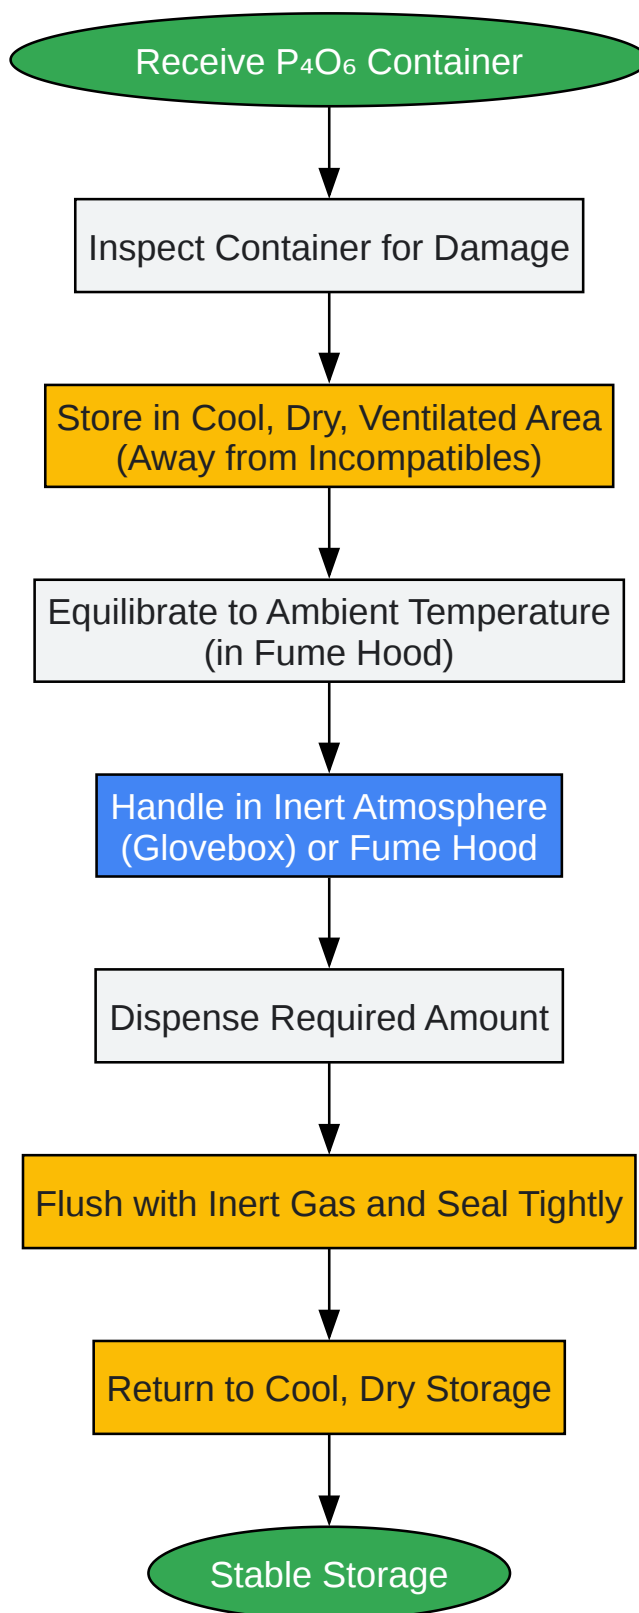 Receive P₄O₆ Container
Inspect Container for Damage
Store in Cool, Dry, Ventilated Area
(Away from Incompatibles)
Equilibrate to Ambient Temperature
(in Fume Hood)
Handle in Inert Atmosphere
(Glovebox) or Fume Hood
Dispense Required Amount
Flush with Inert Gas and Seal Tightly
Return to Cool, Dry Storage
Stable Storage